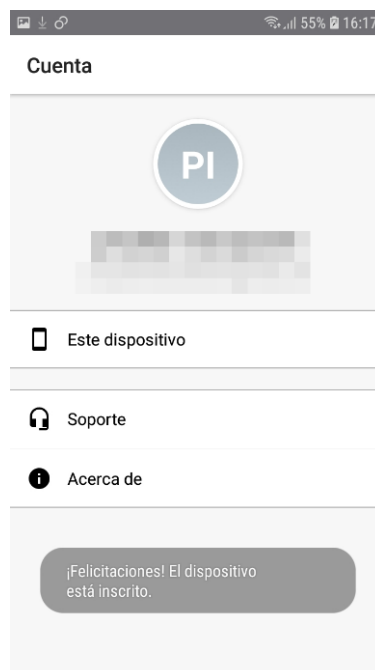 55% 16:17
Cuenta
PI
Este dispositivo
Soporte
Acerca de
¡Felicitaciones! El dispositivo
está inscrito.